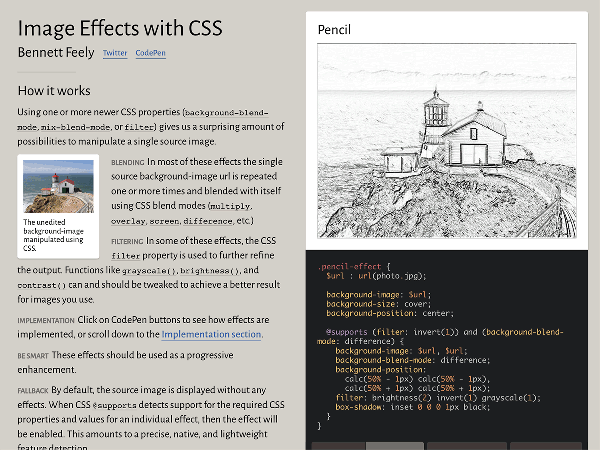 Image Effects with CSS
Bennett Feely Twitter CodePen
How it works
Using one or more newer CSS properties (background-blend-
mode, mix-blend-mode, or filter) gives us a surprising amount of
possibilities to manipulate a single source image.
The unedited
background-image
manipulated using
CSS.
BLENDING In most of these effects the single
source background-image url is repeated
one or more times and blended with itself
using CSS blend modes (multiply,
overlay, screen, difference, etc.)
FILTERING In some of these effects, the CSS
filter property is used to further refine
the output. Functions like grayscale(), brightness(), and
contrast() can and should be tweaked to achieve a better result
for images you use.
IMPLEMENTATION Click on CodePen buttons to see how effects are
implemented, or scroll down to the Implementation section.
BE SMART These effects should be used as a progressive
enhancement.
FALLBACK By default, the source image is displayed without any
effects. When CSS @supports detects support for the required CSS
properties and values for an individual effect, then the effect will
be enabled. This amounts to a precise, native, and lightweight
feature detection.
Pencil
.pencil-effect {
$url : url(photo.jpg);
background-image: $url;
background-size: cover;
background-position: center;
@supports (filter: invert(1)) and (background-blend-
mode: difference) {
background-image: $url, $url;
background-blend-mode: difference;
background-position:
calc(50% - 1px) calc(50% - 1px),
calc(50% + 1px) calc(50% + 1px);
filter: brightness(2) invert(1) grayscale(1);
box-shadow: inset 0 0 0 1px black;
}
}